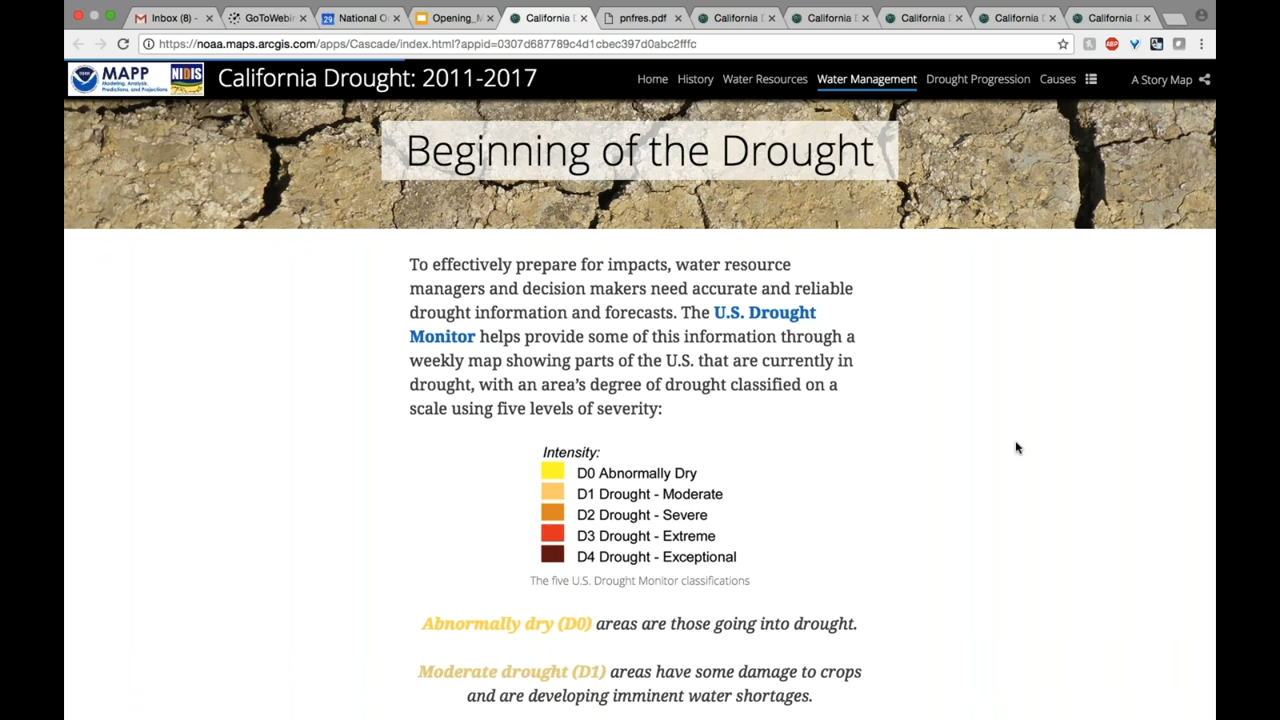 Inbox (8) -
GoToWebi
National O
Opening_
California D
pnfres.pdf
California D
California D
California D
California D
California D
https://noaa.maps.arcgis.com/apps/Cascade/index.html?appid=0307d687789c4d1cbec397d0abc2fffc
MAPP
Modeling, Analysis,
Predictions, and Projections
NIDIS
California Drought: 2011-2017
Home History Water Resources Water Management Drought Progression Causes
A Story Map
Beginning of the Drought
To effectively prepare for impacts, water resource
managers and decision makers need accurate and reliable
drought information and forecasts. The U.S. Drought
Monitor helps provide some of this information through a
weekly map showing parts of the U.S. that are currently in
drought, with an area's degree of drought classified on a
scale using five levels of severity:
Intensity:
D0 Abnormally Dry
D1 Drought - Moderate
D2 Drought - Severe
D3 Drought - Extreme
D4 Drought - Exceptional
The five U.S. Drought Monitor classifications
Abnormally dry (D0) areas are those going into drought.
Moderate drought (D1) areas have some damage to crops
and are developing imminent water shortages.